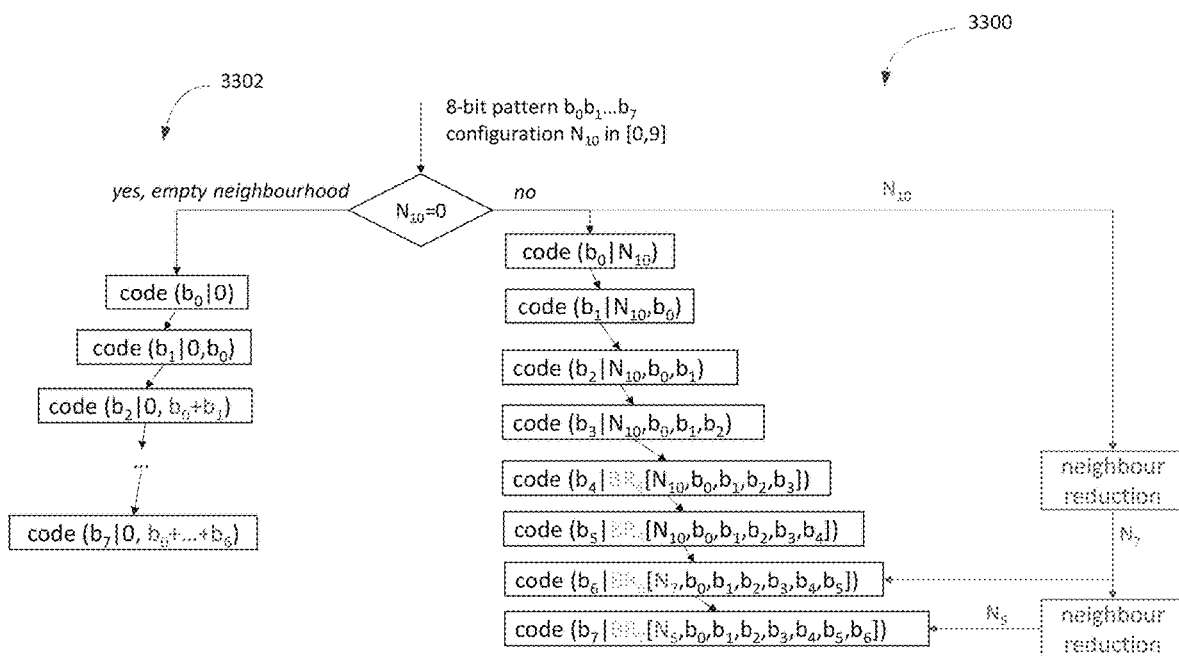 3300
3302
8-bit pattern b₀b₁...b₇
configuration N₁₀ in [0,9]
yes, empty neighbourhood
N₁₀=0
no
N₁₀
code (b₀|0)
code (b₁|0,b₀)
code (b₂|0, b₀+b₁)
...
code (b₇|0, b₀+...+b₆)
code (b₀|N₁₀)
code (b₁|N₁₀,b₀)
code (b₂|N₁₀,b₀,b₁)
code (b₃|N₁₀,b₀,b₁,b₂)
code (b₄|BR₄[N₁₀,b₀,b₁,b₂,b₃])
code (b₅|BR₅[N₁₀,b₀,b₁,b₂,b₃,b₄])
code (b₆|BR₆[N₇,b₀,b₁,b₂,b₃,b₄,b₅])
code (b₇|BR₇[N₅,b₀,b₁,b₂,b₃,b₄,b₅,b₆])
neighbour
reduction
N₇
N₅
neighbour
reduction